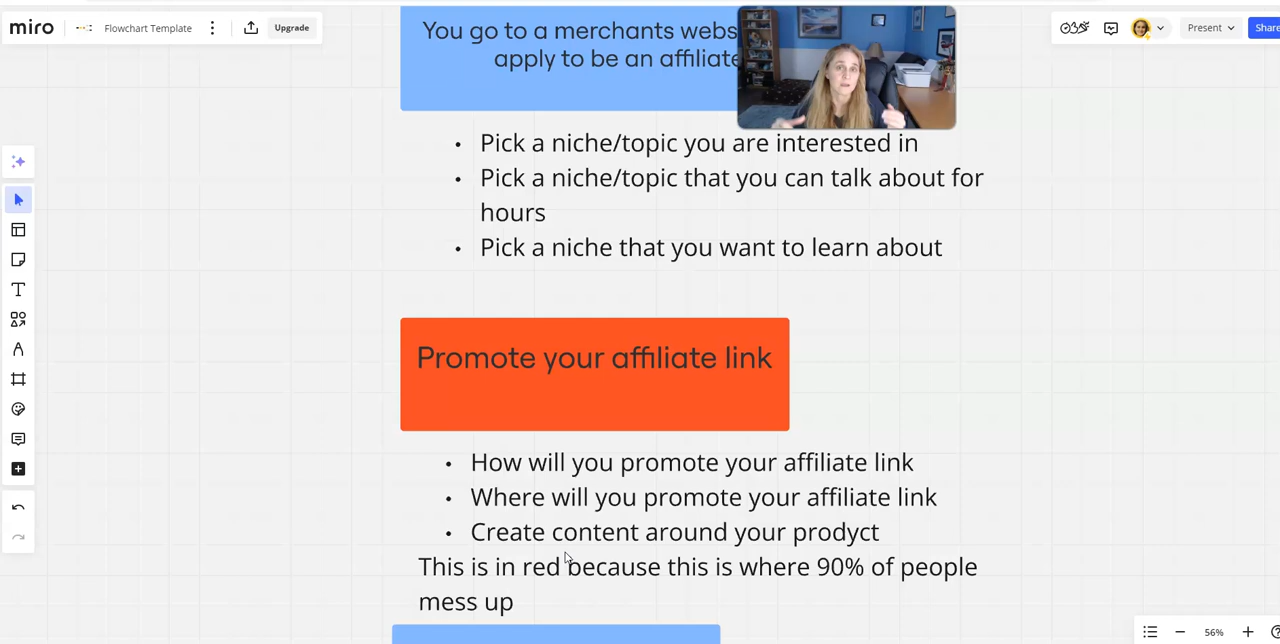 miro
Flowchart Template
Upgrade
Present
Share
You go to a merchants webs
apply to be an affiliate
• Pick a niche/topic you are interested in
• Pick a niche/topic that you can talk about for
hours
• Pick a niche that you want to learn about
Promote your affiliate link
• How will you promote your affiliate link
• Where will you promote your affiliate link
• Create content around your prodyct
This is in red because this is where 90% of people
mess up
56%